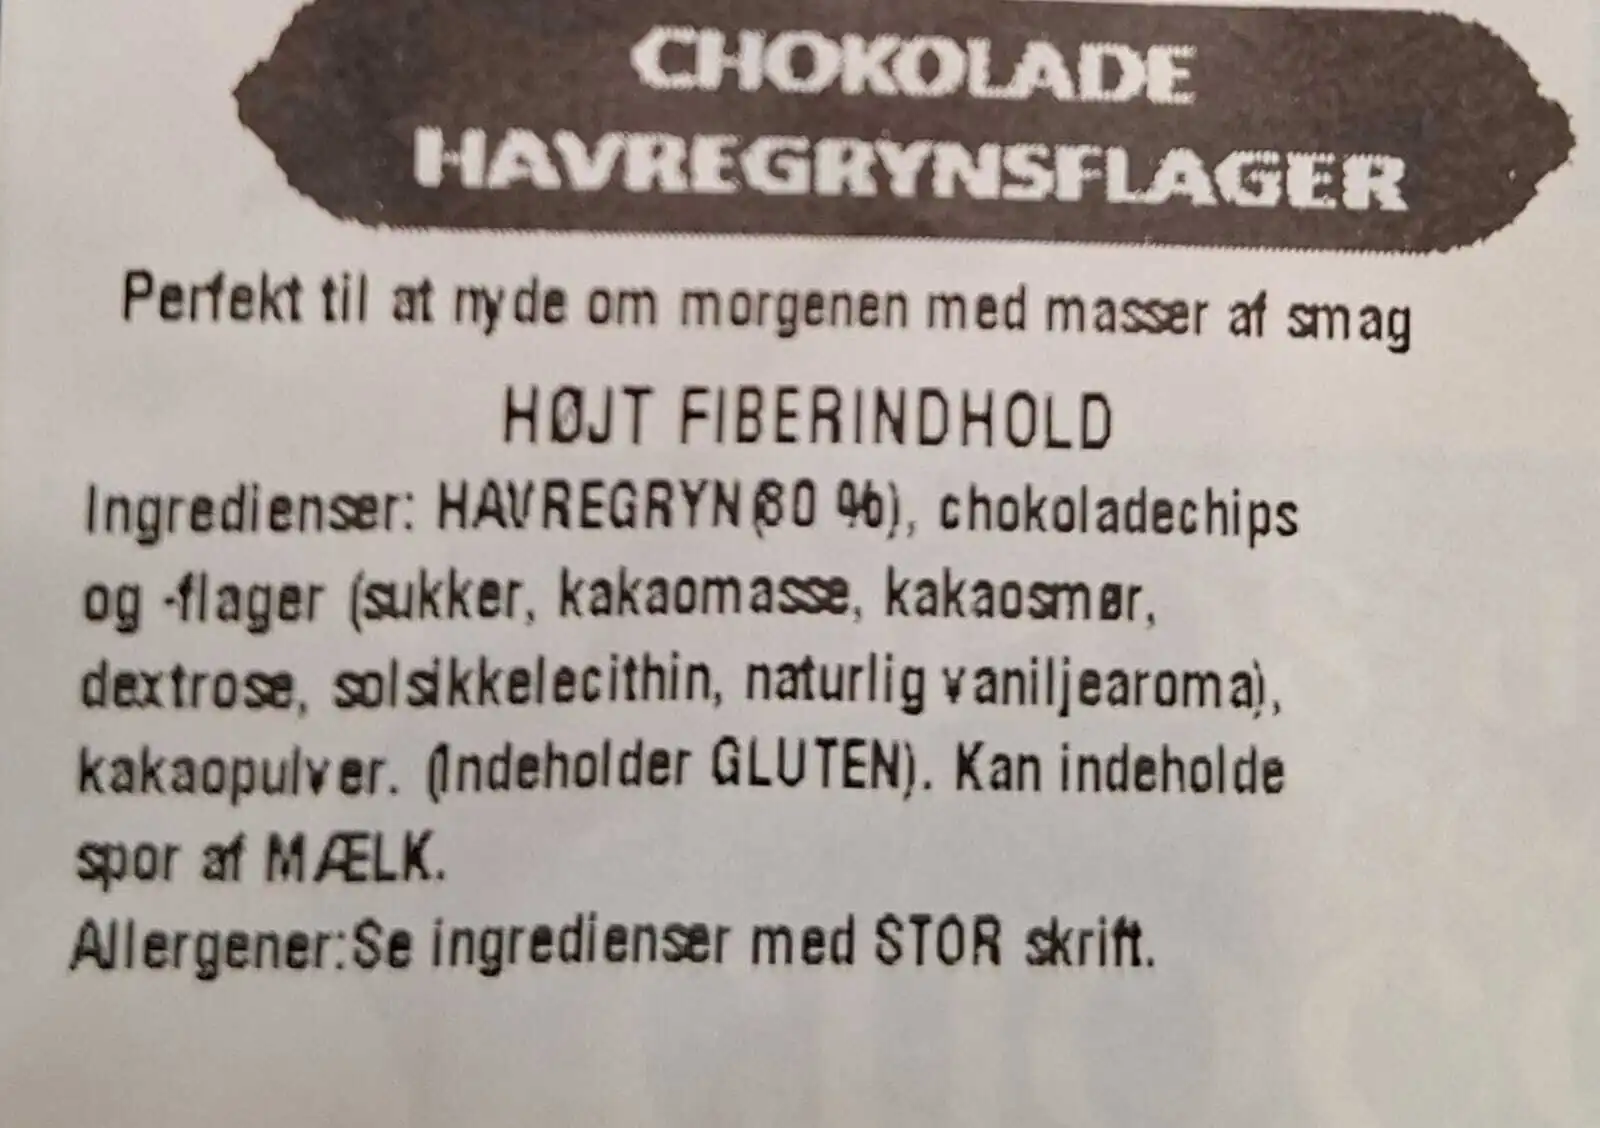 CHOKOLADE
HAVREGRYNSFLAGER
Perfekt til at nyde om morgenen med masser af smag
HØJT FIBERINDHOLD
Ingredienser: HAVREGRYN (80 %), chokoladechips
og -flager (sukker, kakaomasse, kakaosmør,
dextrose, solsikkelecithin, naturlig vaniljearoma),
kakaopulver. (Indeholder GLUTEN). Kan indeholde
spor af MÆLK.
Allergener:Se ingredienser med STOR skrift.